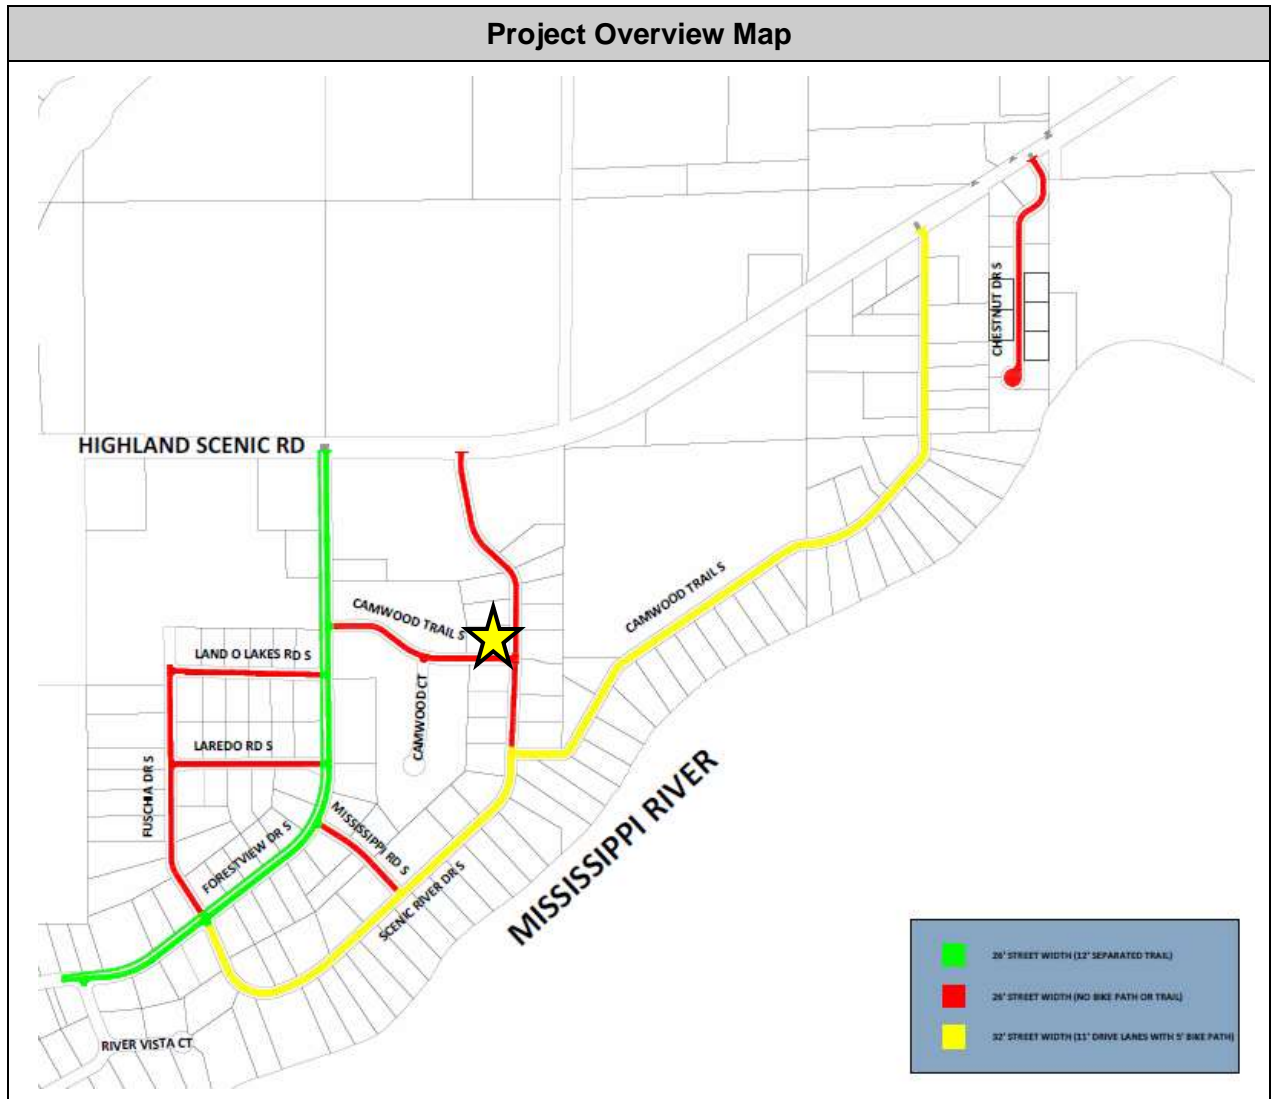 Project Overview Map
CHESTNUT DR S
HIGHLAND SCENIC RD
CAMWOOD TRAIL S
CAMWOOD TRAIL S
LAND O LAKES RD S
CAMWOOD CT
LAREDO RD S
FUSCHIA DR S
MISSISSIPPI RD S
FORESTVIEW DR S
SCENIC RIVER DR S
MISSISSIPPI RIVER
RIVER VISTA CT
26' STREET WIDTH (12' SEPARATED TRAIL)
26' STREET WIDTH (NO BIKE PATH OR TRAIL)
32' STREET WIDTH (11' DRIVE LANES WITH 5' BIKE PATH)